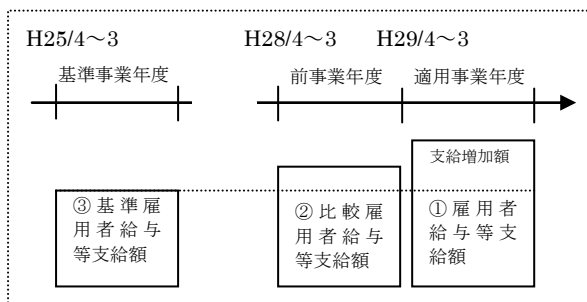 H25/4～3
H28/4～3
H29/4～3
基準事業年度
前事業年度
適用事業年度
支給増加額
③基準雇
用者給与
等支給額
②比較雇
用者給与
等支給額
①雇用者
給与等支
給額